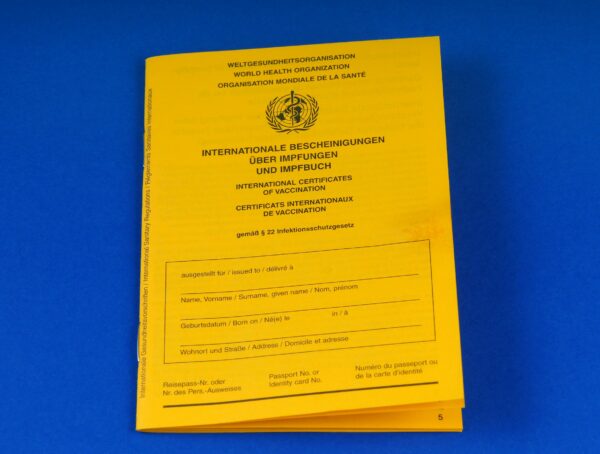 WELTGESUNDHEITSORGANISATION
WORLD HEALTH ORGANIZATION
ORGANISATION MONDIALE DE LA SANTÉ
INTERNATIONALE BESCHEINIGUNGEN
ÜBER IMPFUNGEN
UND IMPFBUCH
INTERNATIONAL CERTIFICATES
OF VACCINATION
CERTIFICATS INTERNATIONAUX
DE VACCINATION
gemäß § 22 Infektionsschutzgesetz
ausgestellt für / issued to / délivré à
Name, Vorname / Surname, given name / Nom, prénom
Geburtsdatum / Born on / Né(e) le in / à
Wohnort und Straße / Address / Domicile et adresse
Reisepass-Nr. oder
Nr. des Pers.-Ausweises
Passport No. or
Identity card No.
Numéro du passeport ou
de la carte d'identité
5
Internationale Gesundheitsvorschriften / International Sanitary Regulations / Règlements Sanitaires Internationaux